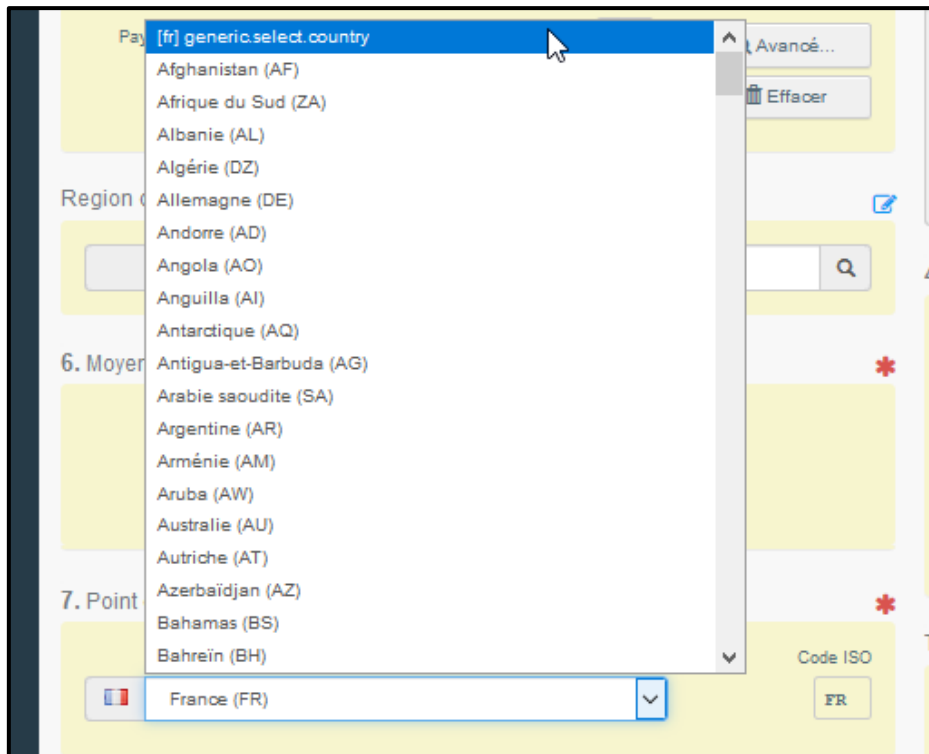 Pay
[fr] generic.select.country
Avancé...
Afghanistan (AF)
Afrique du Sud (ZA)
Effacer
Albanie (AL)
Algérie (DZ)
Region
Allemagne (DE)
Andorre (AD)
Angola (AO)
Anguilla (AI)
Antarctique (AQ)
6. Moyen
Antigua-et-Barbuda (AG)
Arabie saoudite (SA)
Argentine (AR)
Arménie (AM)
Aruba (AW)
Australie (AU)
Autriche (AT)
Azerbaïdjan (AZ)
7. Point
Bahamas (BS)
Bahreïn (BH)
Code ISO
France (FR)
FR